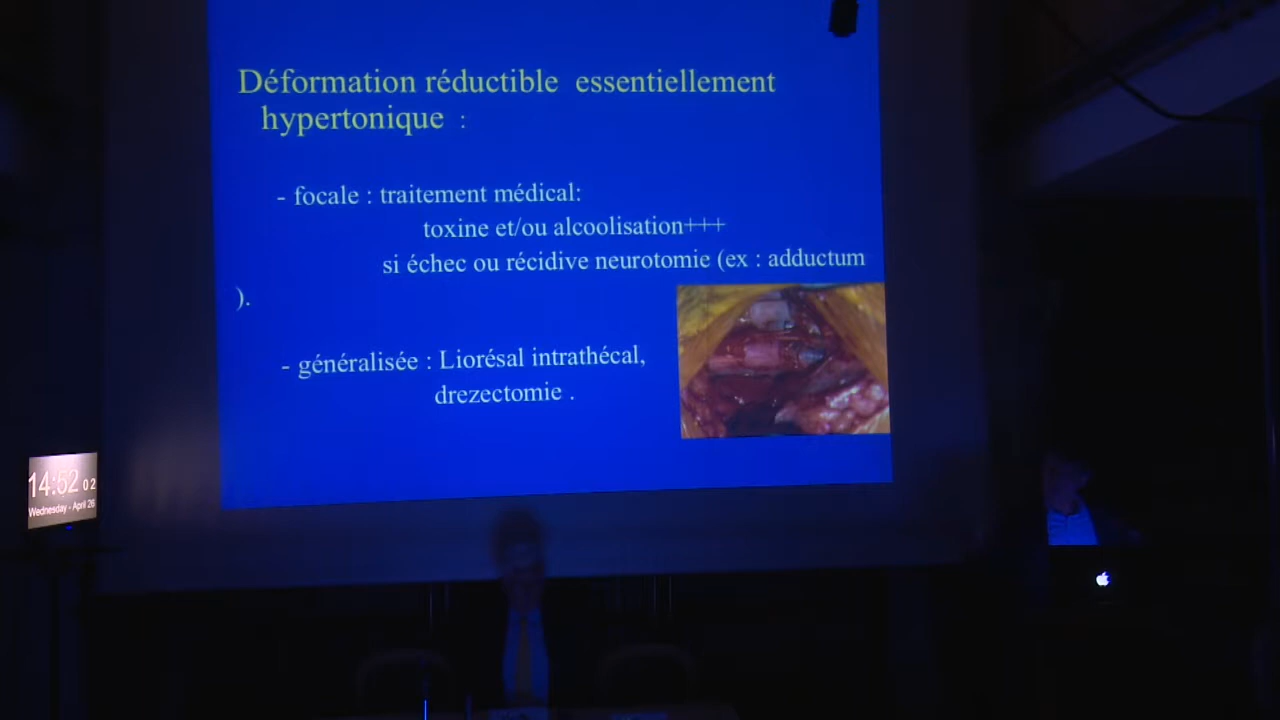 Déformation réductible essentiellement
hypertonique :
- focale : traitement médical:
toxine et/ou alcoolisation+++
si échec ou récidive neurotomie (ex : adductum
).
- généralisée : Liorésal intrathécal,
drezectomie .
14:52 02
Wednesday - April 26